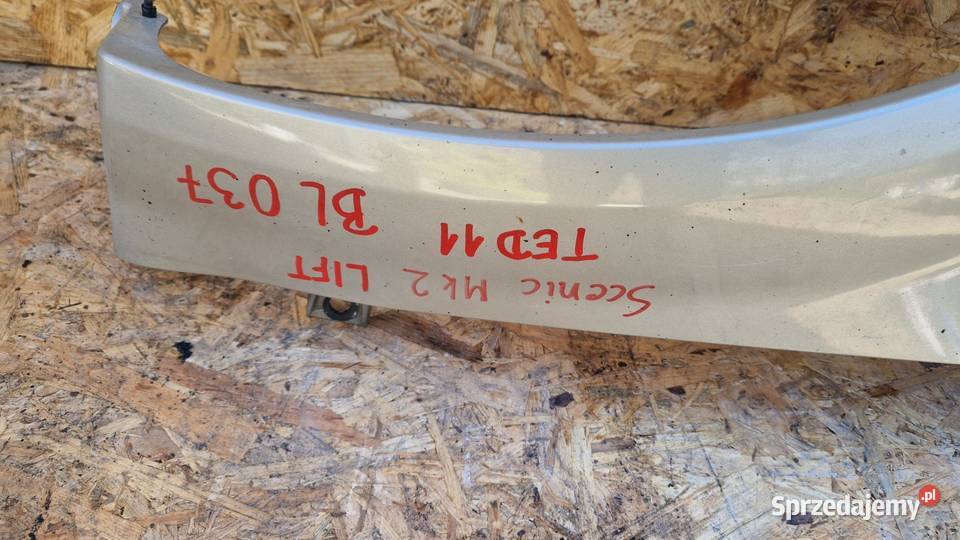 Scenic Mk2 LIFT
TED11
BL037
Sprzedajemy.pl